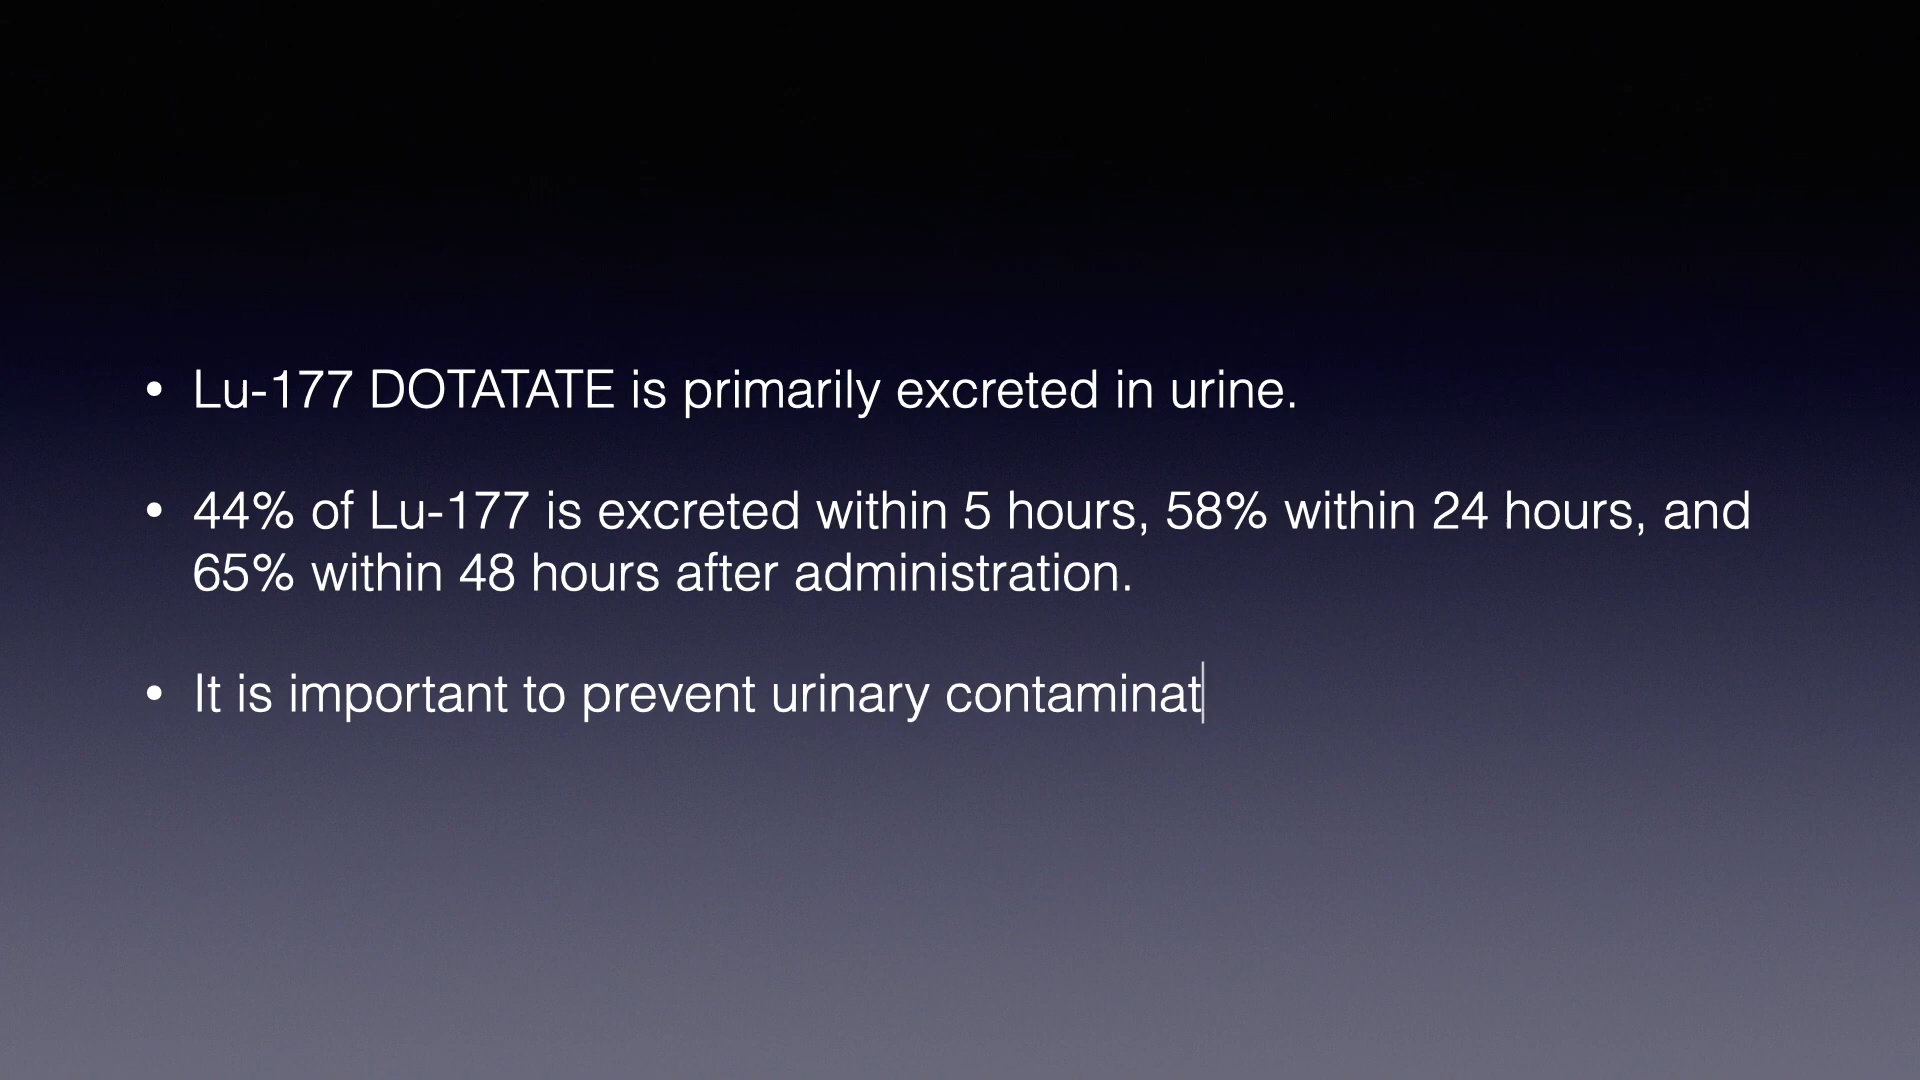 • Lu-177 DOTATATE is primarily excreted in urine.
• 44% of Lu-177 is excreted within 5 hours, 58% within 24 hours, and
65% within 48 hours after administration.
• It is important to prevent urinary contaminat